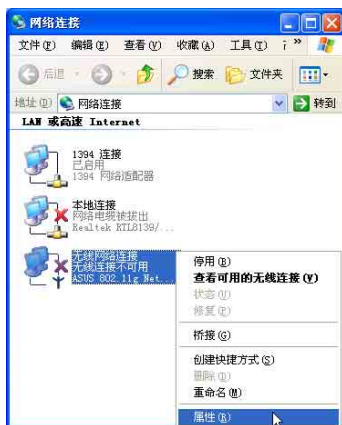 网络连接
文件(F) 编辑(E) 查看(V) 收藏(A) 工具(T) »
后退 搜索 文件夹
地址(D) 网络连接 转到
LAN 或高速 Internet
1394 连接
已启用
1394 网络适配器
本地连接
网络电缆被拔出
Realtek RTL8139/...
无线网络连接
无线连接不可用
ASUS 802.11g Net...
停用(B)
查看可用的无线连接(V)
状态(U)
修复(P)
桥接(G)
创建快捷方式(S)
删除(D)
重命名(M)
属性(R)